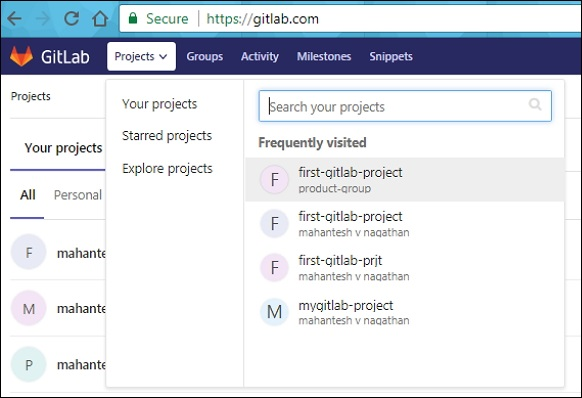 Secure https://gitlab.com
GitLab Projects Groups Activity Milestones Snippets
Projects
Your projects
All Personal
F mahante
M mahante
P mahante
Your projects
Starred projects
Explore projects
Search your projects
Frequently visited
F first-gitlab-project
product-group
F first-gitlab-project
mahantesh v nagathan
F first-gitlab-prjt
mahantesh v nagathan
M mygitlab-project
mahantesh v nagathan